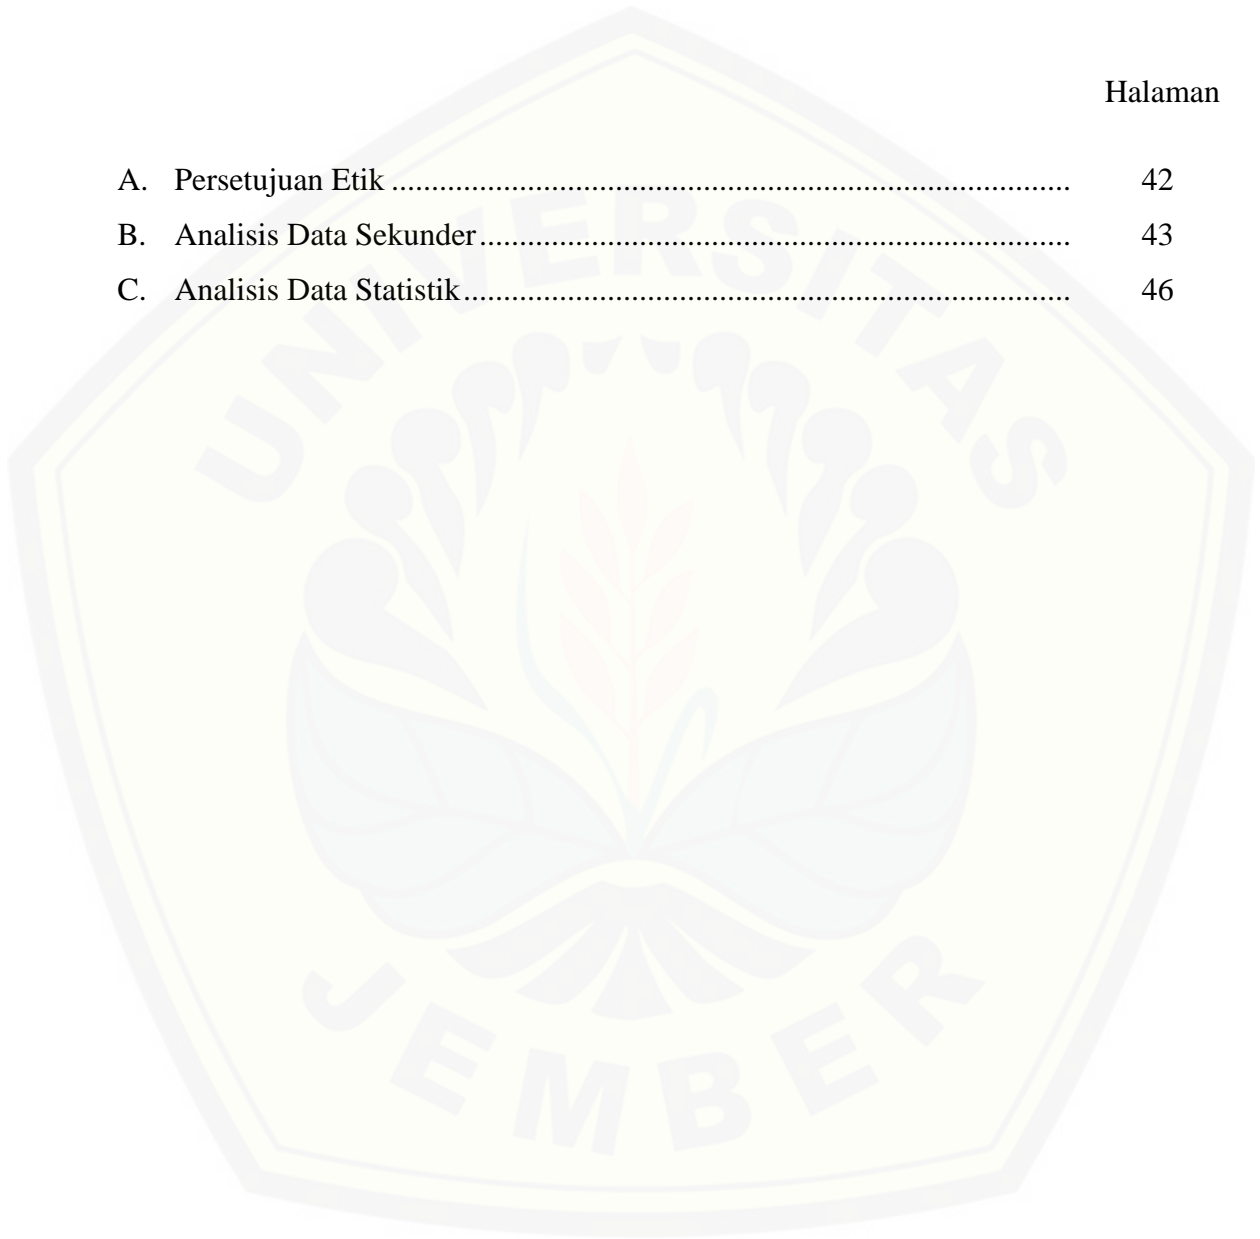 Halaman
A. Persetujuan Etik ........................................................................... 42
B. Analisis Data Sekunder ................................................................. 43
C. Analisis Data Statistik ................................................................... 46
UNIVERSITAS
JEMBER